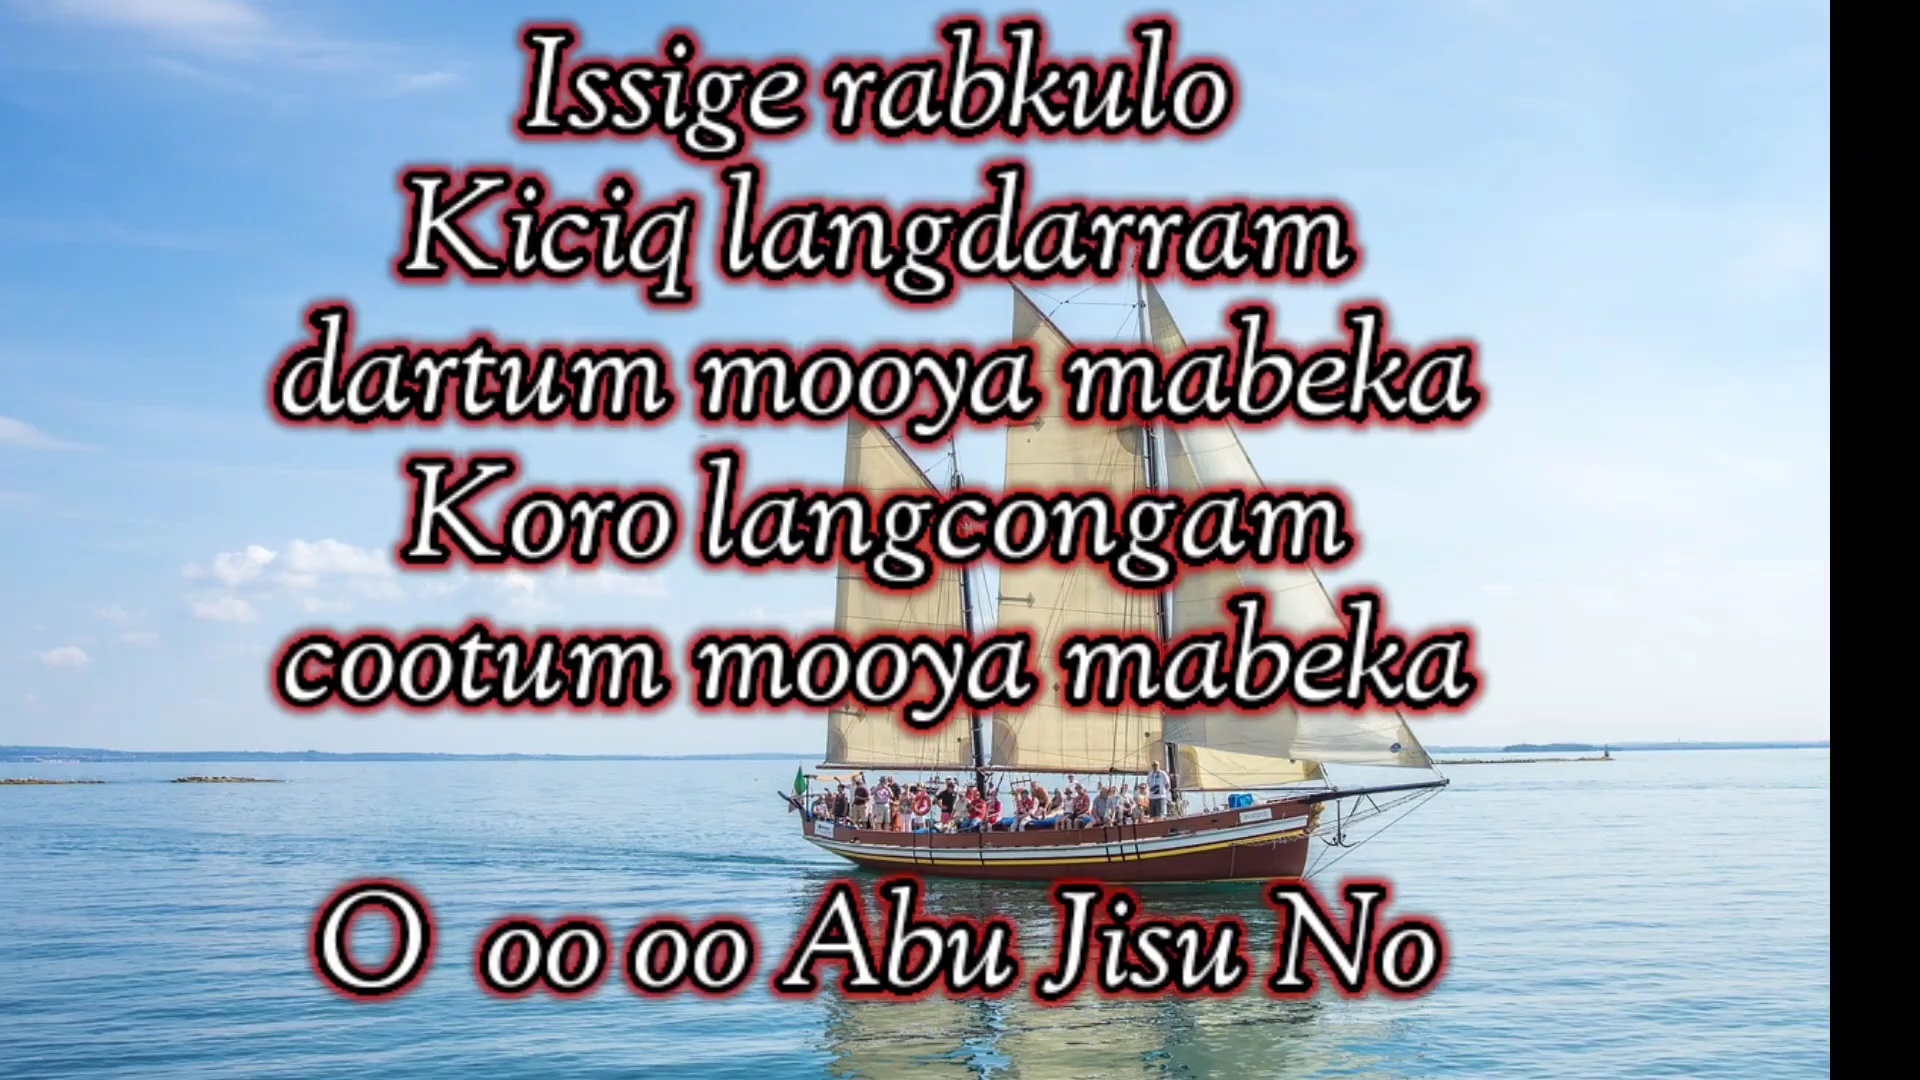 Issige rabkulo
Kiciq langdarram
dartum mooya mabeka
Koro langcongam
cootum mooya mabeka
O oo oo Abu Jisu No